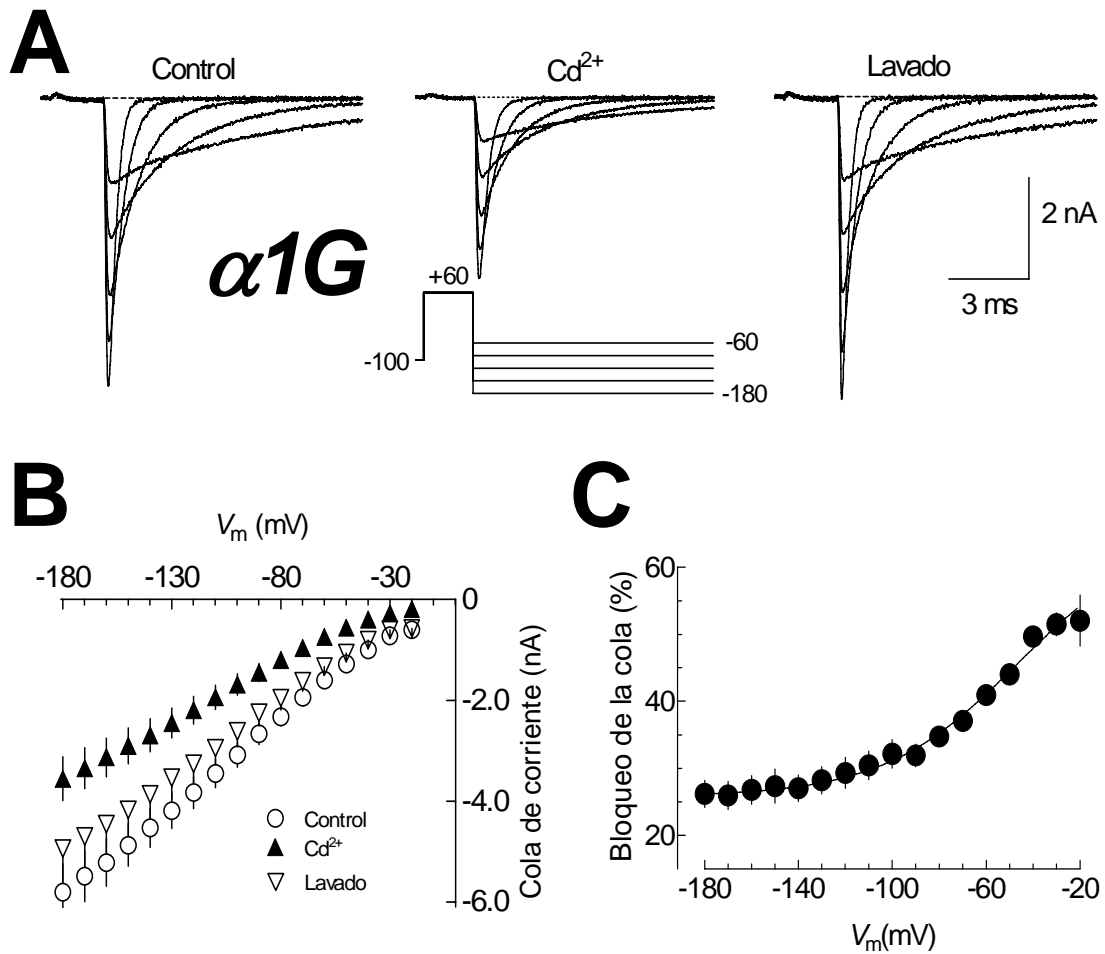 A
Control
Cd2+
Lavado
2 nA
3 ms
α1G
+60
-100
-60
-180
B
Vm (mV)
-180 -130 -80 -30
0
-2.0
-4.0
-6.0
Cola de corriente (nA)
Control
Cd2+
Lavado
C
Bloqueo de la cola (%)
60
40
20
-180 -140 -100 -60 -20
Vm(mV)